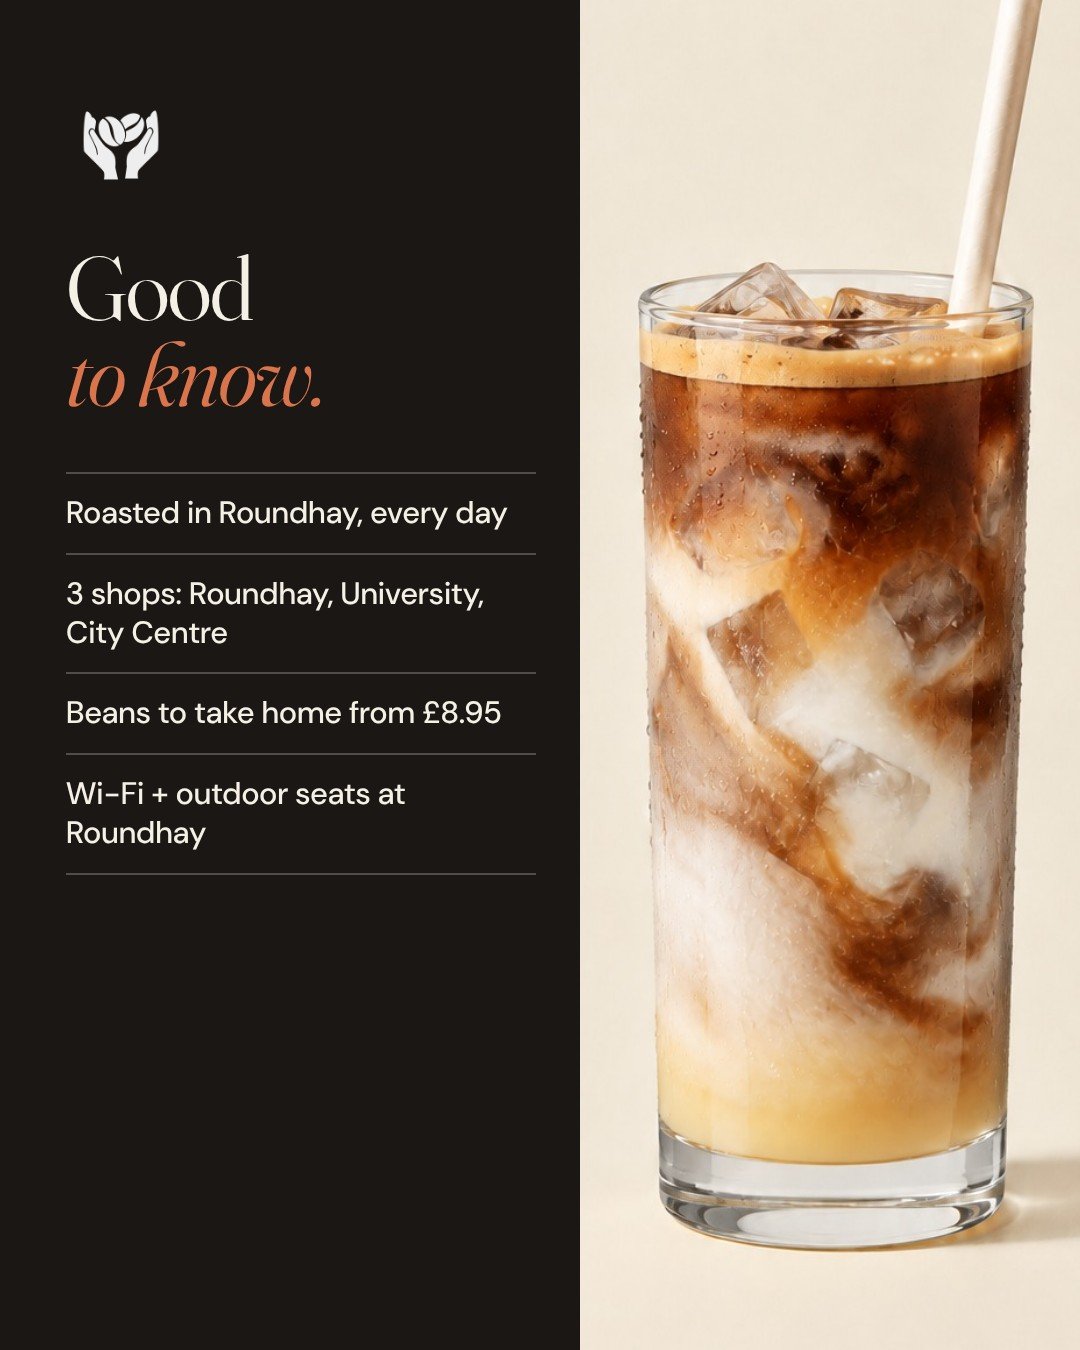 Good
to know.
Roasted in Roundhay, every day
3 shops: Roundhay, University,
City Centre
Beans to take home from £8.95
Wi-Fi + outdoor seats at
Roundhay